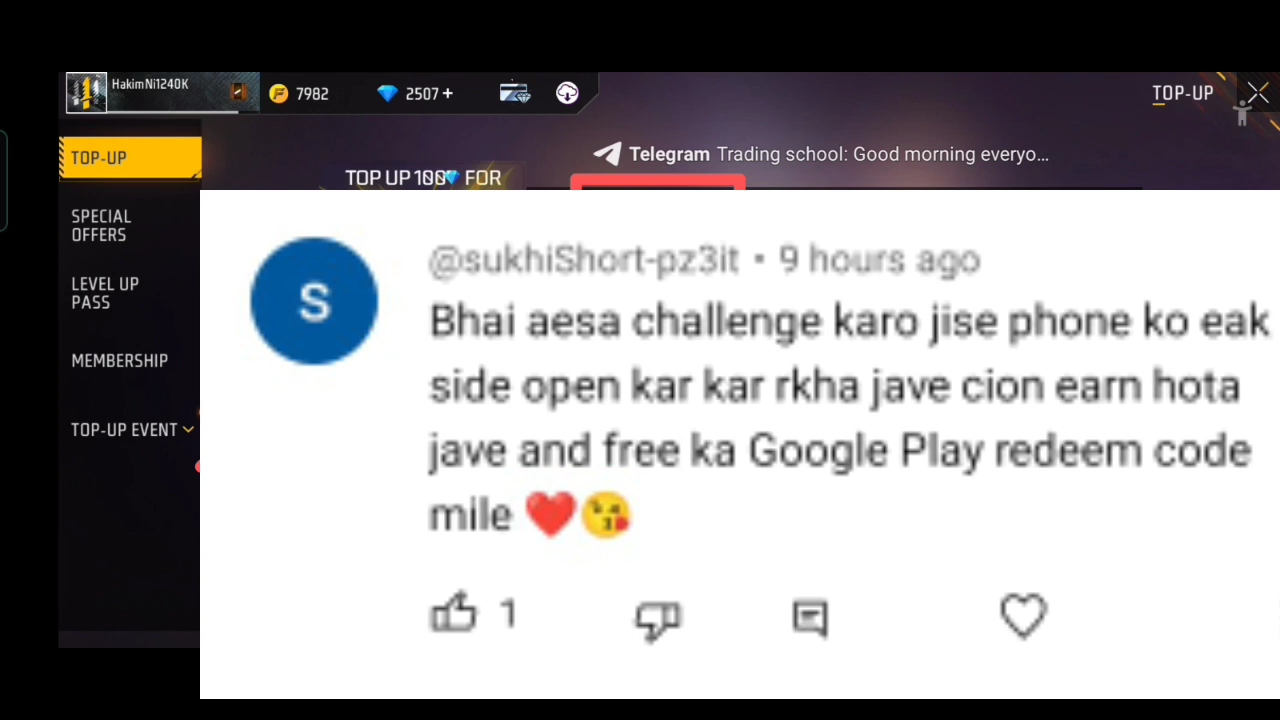 HakimNi1240K
7982
2507 +
TOP-UP
TOP-UP
Telegram Trading school: Good morning everyo...
TOP UP 100 FOR
SPECIAL
OFFERS
LEVEL UP
PASS
MEMBERSHIP
TOP-UP EVENT
S
@sukhiShort-pz3it • 9 hours ago
Bhai aesa challenge karo jise phone ko eak
side open kar kar rkha jave cion earn hota
jave and free ka Google Play redeem code
mile ❤️😘
1